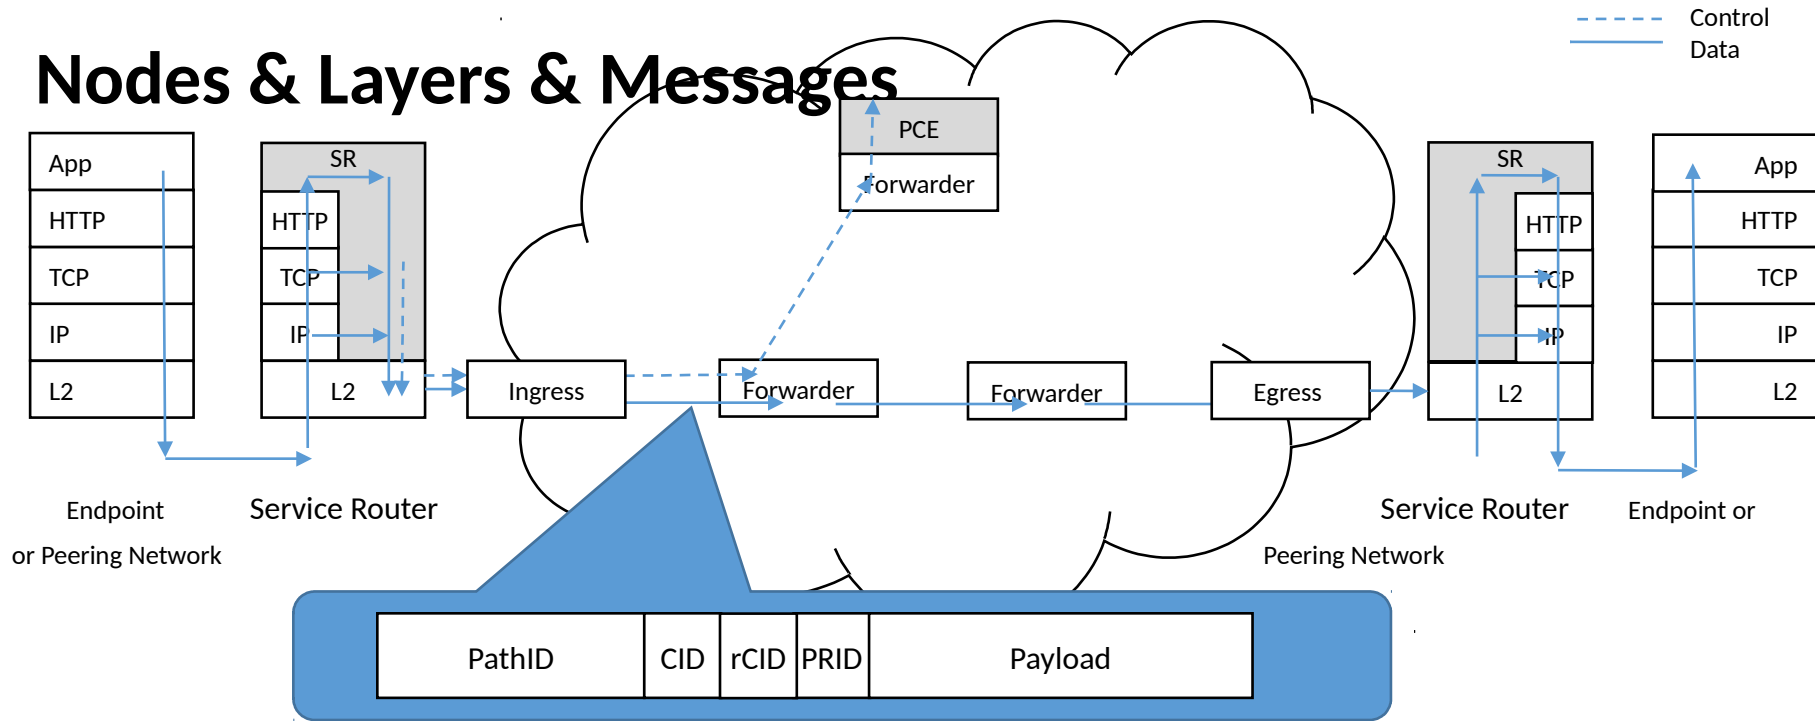 Control
Data
Nodes & Layers & Messages
PCE
Forwarder
App
HTTP
TCP
IP
L2
SR
HTTP
TCP
IP
L2
Ingress
Forwarder
Forwarder
Egress
SR
HTTP
TCP
IP
L2
App
HTTP
TCP
IP
L2
Endpoint
or Peering Network
Service Router
Service Router
Endpoint or
Peering Network
PathID
CID
rCID
PRID
Payload